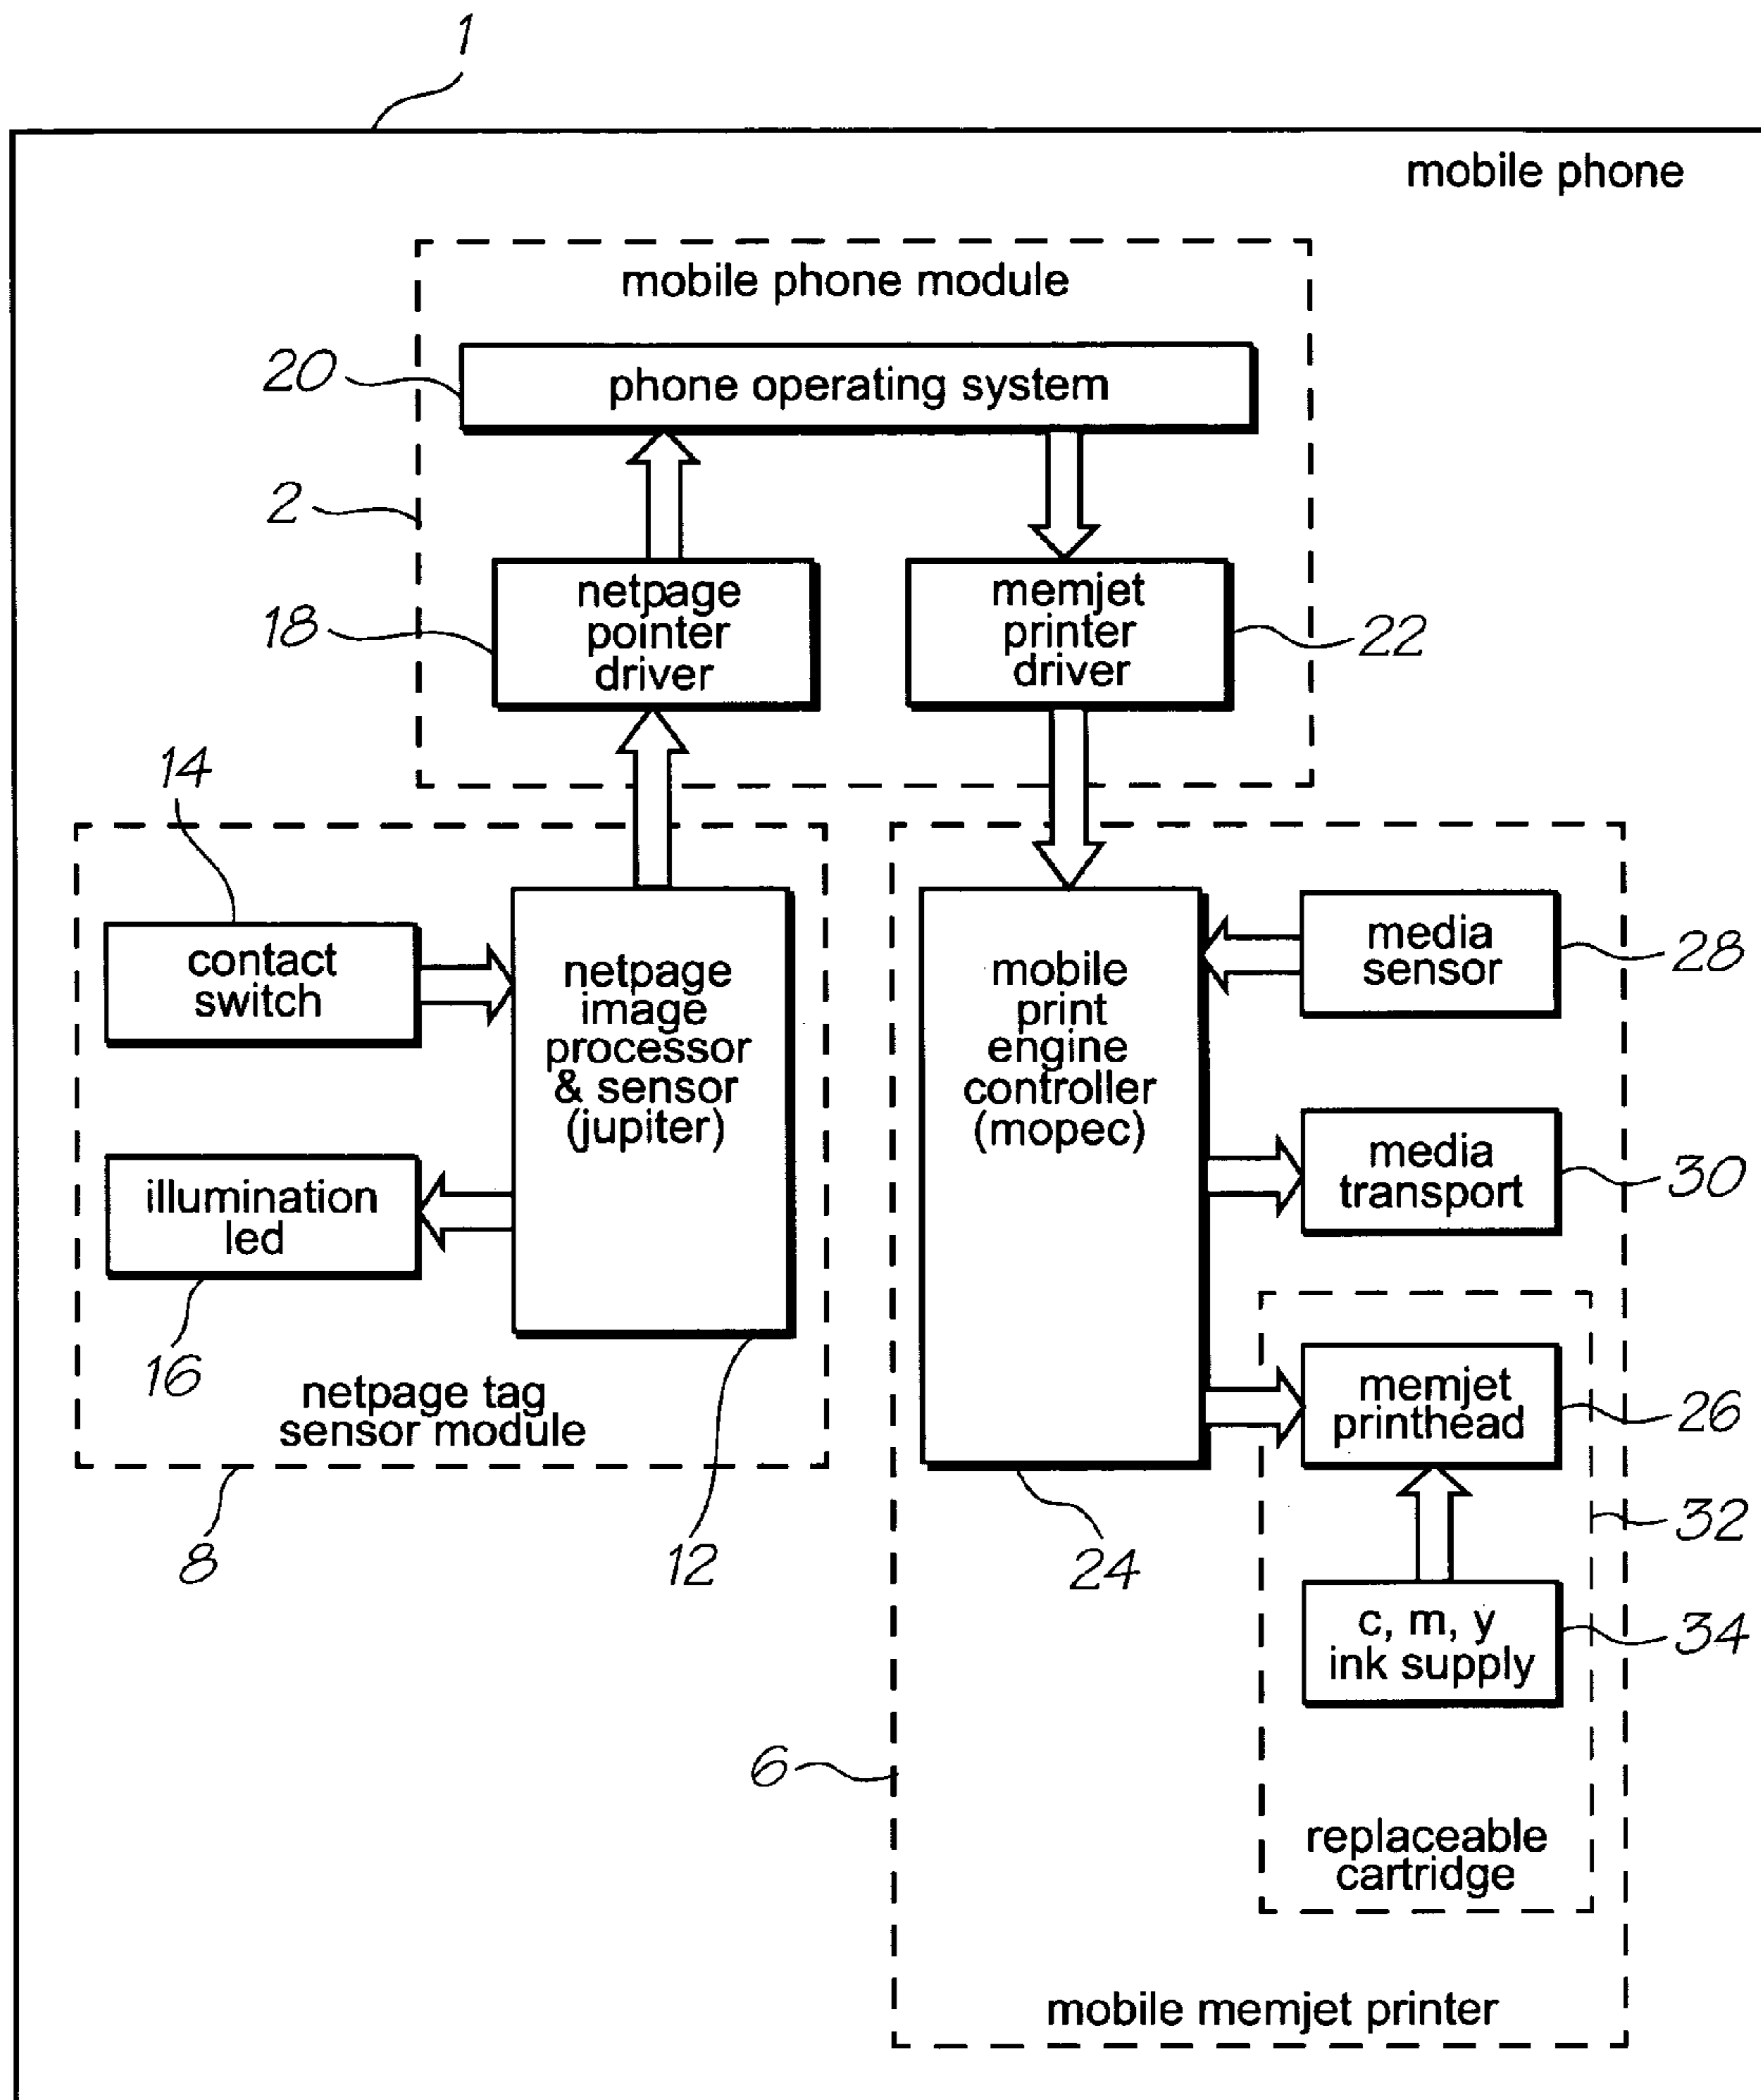 1
mobile phone
mobile phone module
20
phone operating system
2
18
netpage
pointer
driver
memjet
printer
driver
22
14
contact
switch
netpage
image
processor
& sensor
(jupiter)
illumination
led
16
netpage tag
sensor module
8
12
mobile
print
engine
controller
(mopec)
media
sensor
28
media
transport
30
memjet
printhead
26
32
24
c, m, y
ink supply
34
6
replaceable
cartridge
mobile memjet printer